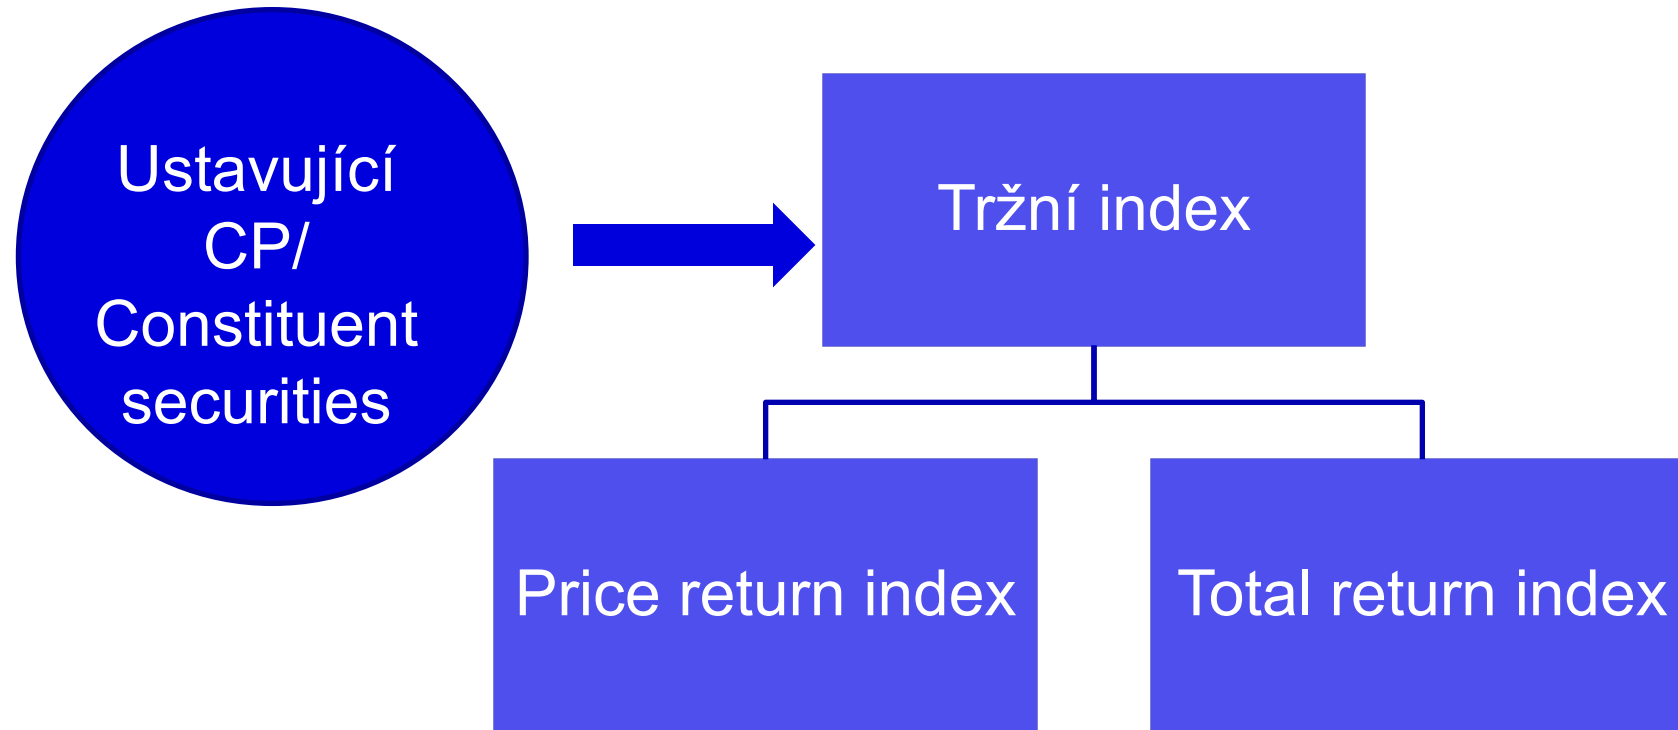 Ustavující
CP/
Constituent
securities
Tržní index
Price return index
Total return index